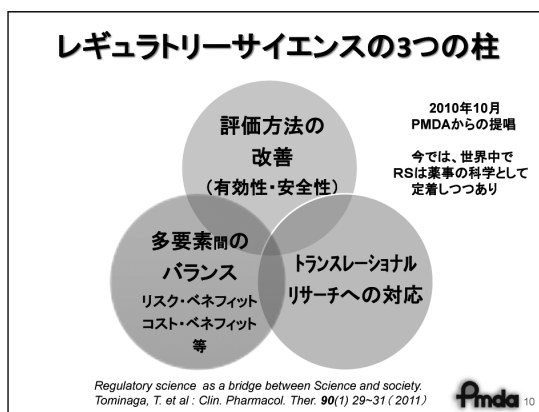 レギュラトリーサイエンスの3つの柱
評価方法の
改善
（有効性・安全性）
2010年10月
PMDAからの提唱
今では、世界中で
RSは薬事の科学として
定着しつつあり
多要素間の
バランス
リスク・ベネフィット
コスト・ベネフィット
等
トランスレーショナル
リサーチへの対応
Regulatory science as a bridge between Science and society.
Tominaga, T. et al : Clin. Pharmacol. Ther. 90(1) 29~31 ( 2011)
Pmda
10